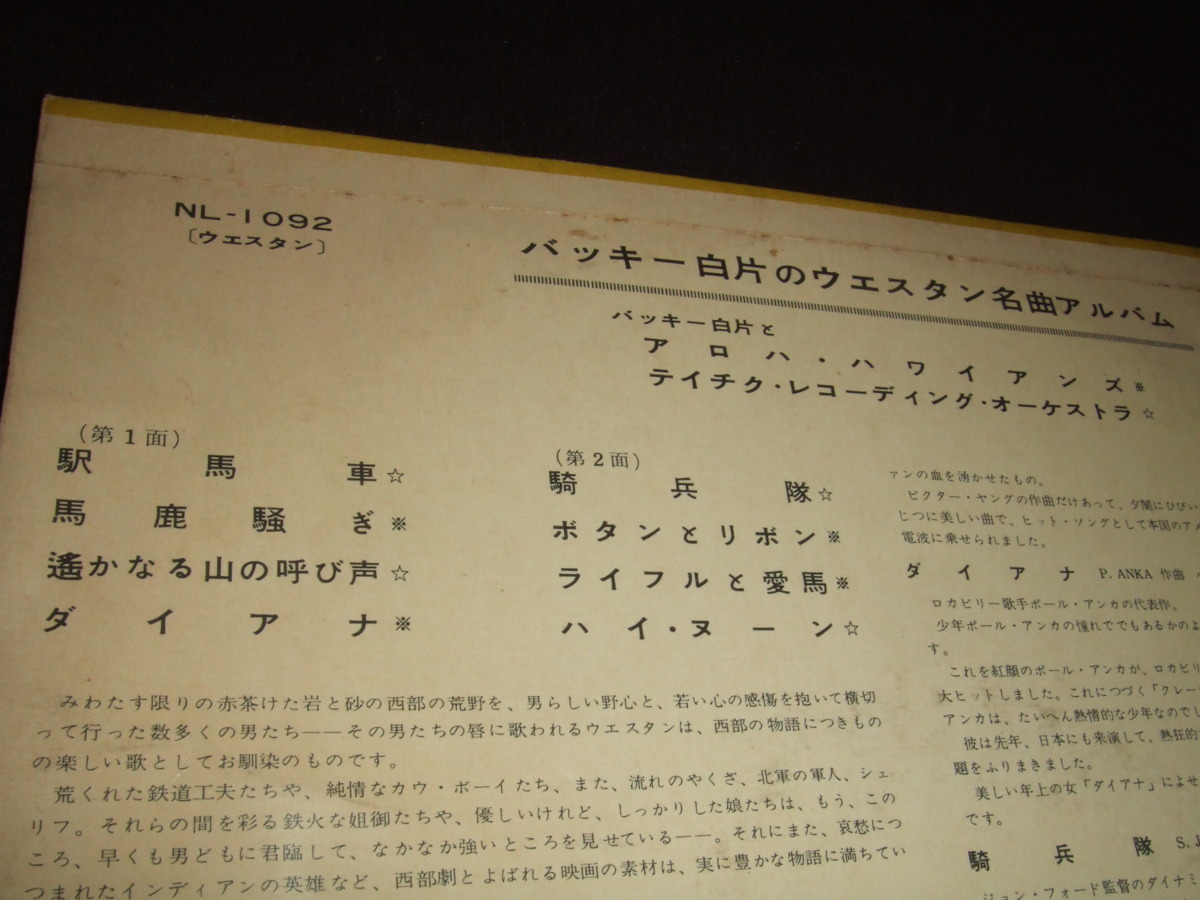 NL-1092
〔ウエスタン〕
バッキー白片のウエスタン名曲アルバム
バッキー白片と
アロハ・ハワイアンズ※
テイチク・レコーディング・オーケストラ☆
(第1面)
駅馬車☆
馬鹿騒ぎ※
遙かなる山の呼び声☆
ダイアナ※
(第2面)
騎兵隊☆
ボタンとリボン※
ライフルと愛馬※
ハイ・ヌーン☆
みわたす限りの赤茶けた岩と砂の西部の荒野を、男らしい野心と、若い心の感傷を抱いて横切
って行った数多くの男たち――その男たちの唇に歌われるウエスタンは、西部の物語につきもの
の楽しい歌としてお馴染のものです。
荒くれた鉄道工夫たちや、純情なカウ・ボーイたち、また、流れのやくざ、北軍の軍人、シェ
リフ。それらの間を彩る鉄火な姐御たちや、優しいけれど、しっかりした娘たちは、もう、この
ころ、早くも男どもに君臨して、なかなか強いところを見せている――。それにまた、哀愁につ
つまれたインディアンの英雄など、西部劇とよばれる映画の素材は、実に豊かな物語に満ちてい
ァンの血を湧かせたもの。
ビクター・ヤングの作曲だけあって、夕闇にひびい
じつに美しい曲で、ヒット・ソングとして本国のアメ
電波に乗せられました。
ダイアナ P. ANKA 作曲
ロカビリー歌手ポール・アンカの代表作。
少年ポール・アンカの憧れででもあるかのよ
す。
これを紅顔のポール・アンカが、ロカビリ
大ヒットしました。これにつづく「クレー
アンカは、たいへん熱情的な少年なのでし
彼は先年、日本にも来演して、熱狂的
題をふりまきました。
美しい年上の女「ダイアナ」によせ
です。
騎兵隊 S. J
ジョン・フォード監督のダイナミ